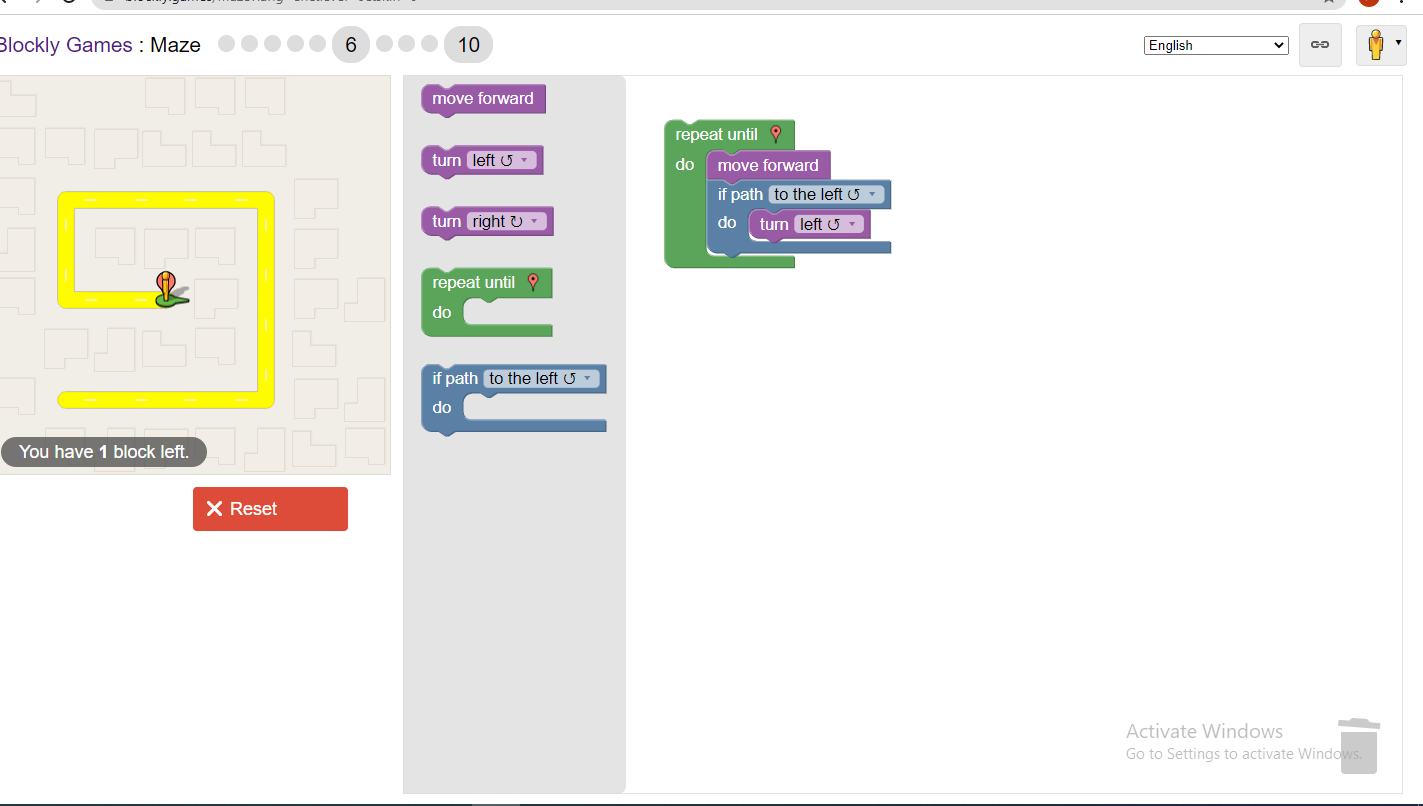 Blockly Games : Maze
6
10
English
move forward
turn left
turn right
repeat until
do
if path to the left
do
repeat until
do
move forward
if path to the left
do
turn left
You have 1 block left.
Reset
Activate Windows
Go to Settings to activate Windows.